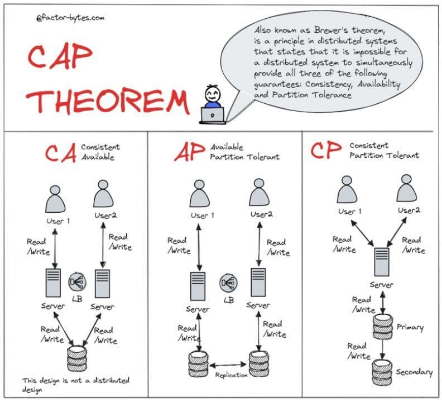 @factor-bytes.com
CAP
THEOREM
Also known as Brewer's theorem,
is a principle in distributed systems
that states that it is impossible for
a distributed system to simultaneously
provide all three of the following
guarantees: Consistency, Availability
and Partition Tolerance
CA Consistent
Available
User 1
User2
Read
/Write
Read
/Write
LB
Server
Server
Read
/Write
Read
/Write
This design is not a distributed
design
AP Available
Partition Tolerant
User 1
User2
Read
/Write
Read
/Write
LB
Server
Server
Read
/Write
Read
/Write
Replication
CP Consistent
Partition Tolerant
User 1
User2
Read
/Write
Read
/Write
Server
Read
/Write
Primary
Read
/Write
Secondary